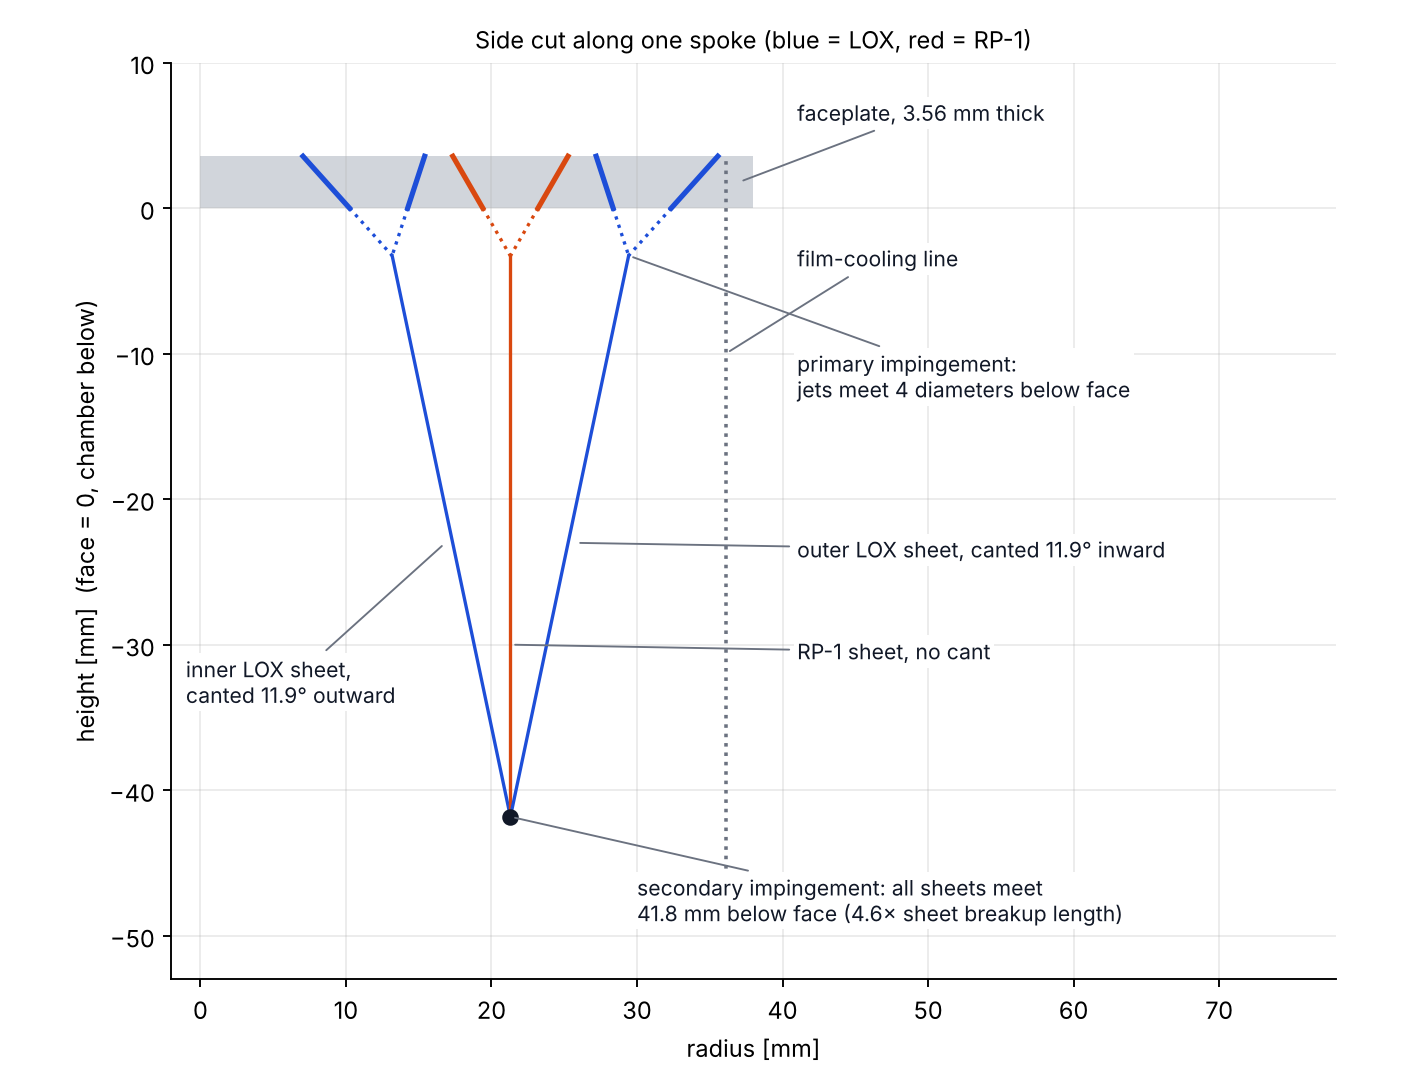 Side cut along one spoke (blue = LOX, red = RP-1)
10
faceplate, 3.56 mm thick
0
film-cooling line
−10
primary impingement:
jets meet 4 diameters below face
height [mm]  (face = 0, chamber below)
−20
outer LOX sheet, canted 11.9° inward
−30
RP-1 sheet, no cant
inner LOX sheet,
canted 11.9° outward
−40
secondary impingement: all sheets meet
41.8 mm below face (4.6× sheet breakup length)
−50
0 10 20 30 40 50 60 70
radius [mm]